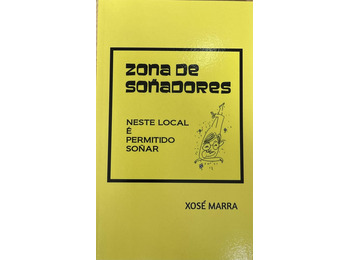 ZONA DE
SOÑADORES
NESTE LOCAL
É
PERMITIDO
SOÑAR
XOSÉ MARRA